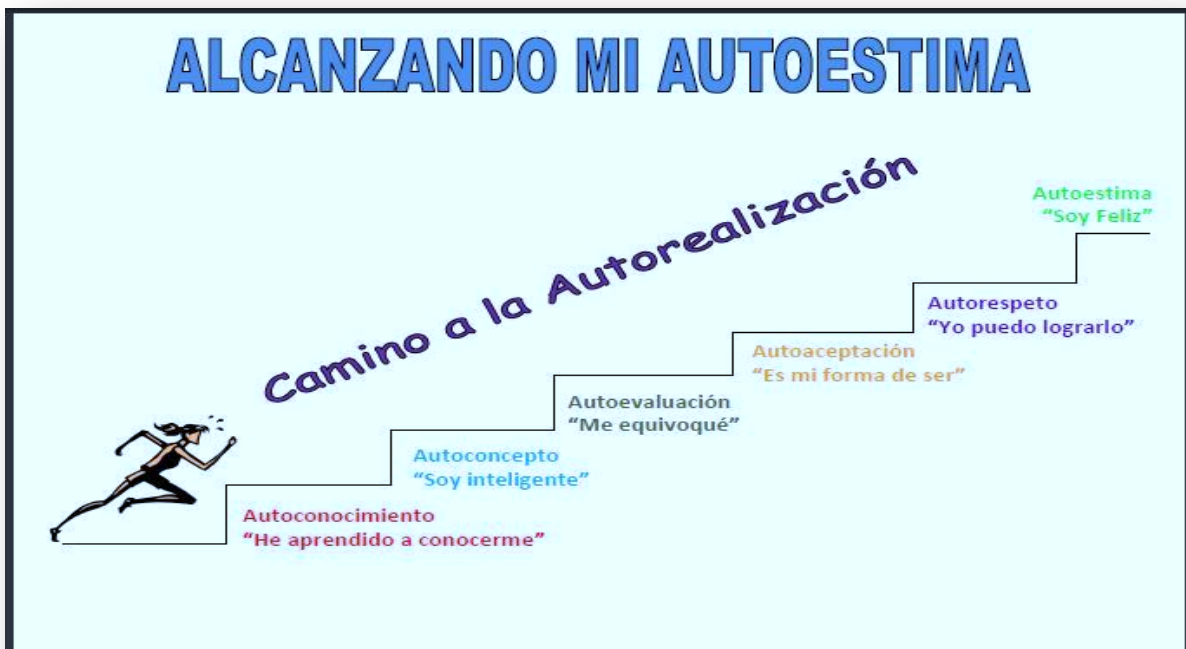 ALCANZANDO MI AUTOESTIMA
Camino a la Autorealización
Autoestima
“Soy Feliz”
Autorespeto
“Yo puedo lograrlo”
Autoaceptación
“Es mi forma de ser”
Autoevaluación
“Me equivoqué”
Autoconcepto
“Soy inteligente”
Autoconocimiento
“He aprendido a conocerme”